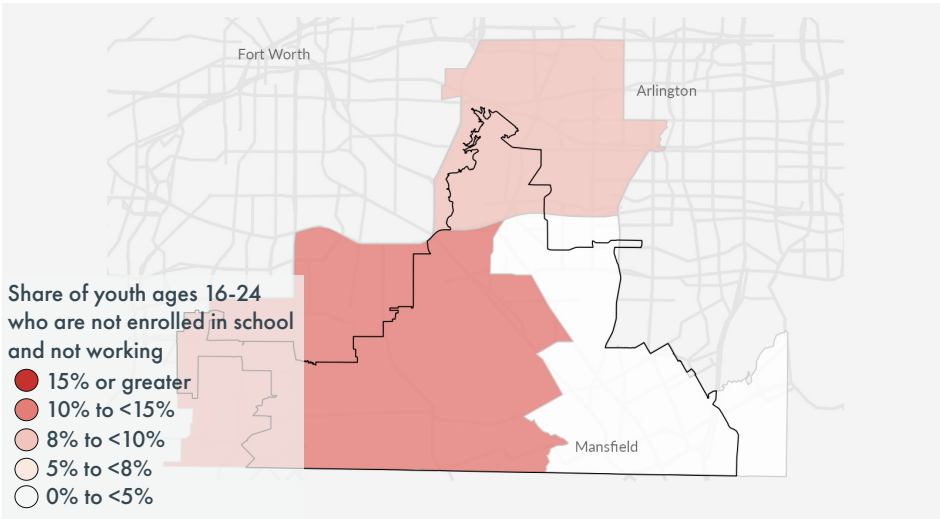 Fort Worth
Arlington
Share of youth ages 16-24
who are not enrolled in school
and not working
15% or greater
10% to <15%
8% to <10%
5% to <8%
0% to <5%
Mansfield